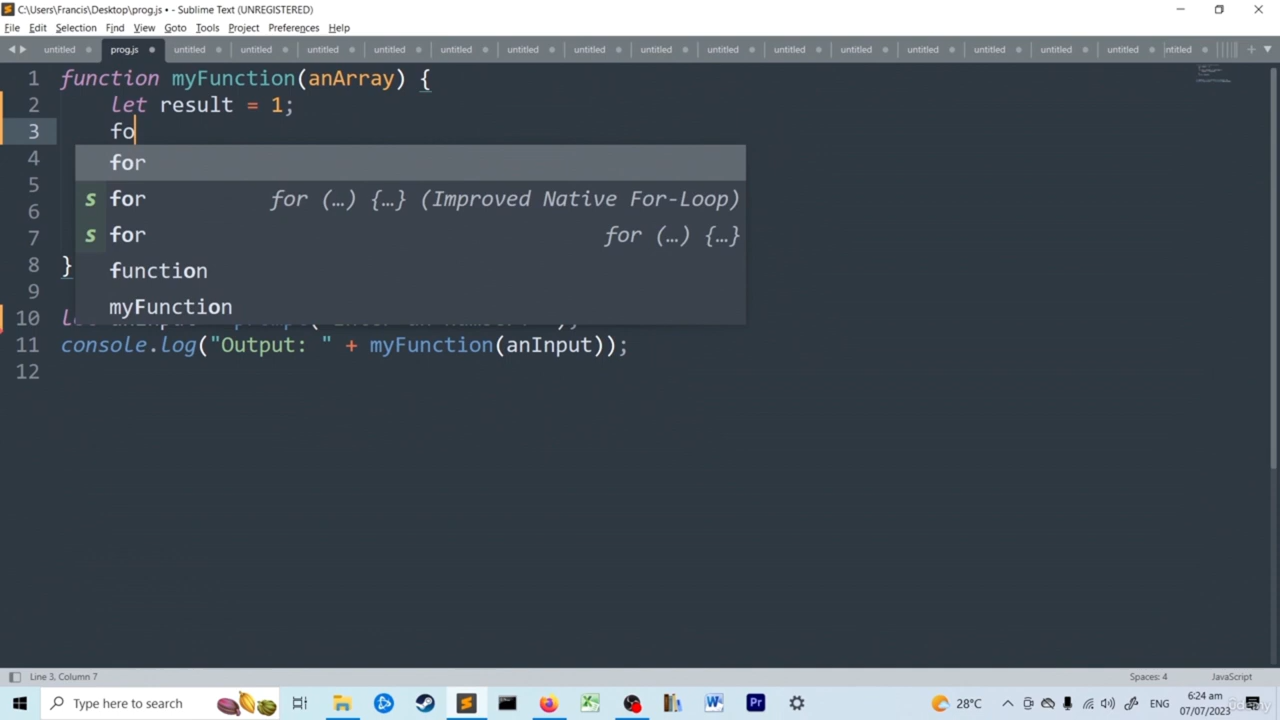 C:\Users\Francis\Desktop\prog.js • - Sublime Text (UNREGISTERED)
File Edit Selection Find View Goto Tools Project Preferences Help
untitled prog.js untitled untitled untitled untitled untitled untitled untitled untitled untitled untitled untitled untitled untitled untitled untitled ntitled
1 function myFunction(anArray) {
2 let result = 1;
3 fo
4 for
5 s for for (…) {…} (Improved Native For-Loop)
6
7 s for for (…) {…}
8 } function
9 myFunction
10
11 console.log("Output: " + myFunction(anInput));
12
Line 3, Column 7 Spaces: 4 JavaScript
Type here to search 28°C ENG 6:24 am
07/07/2023
Udemy